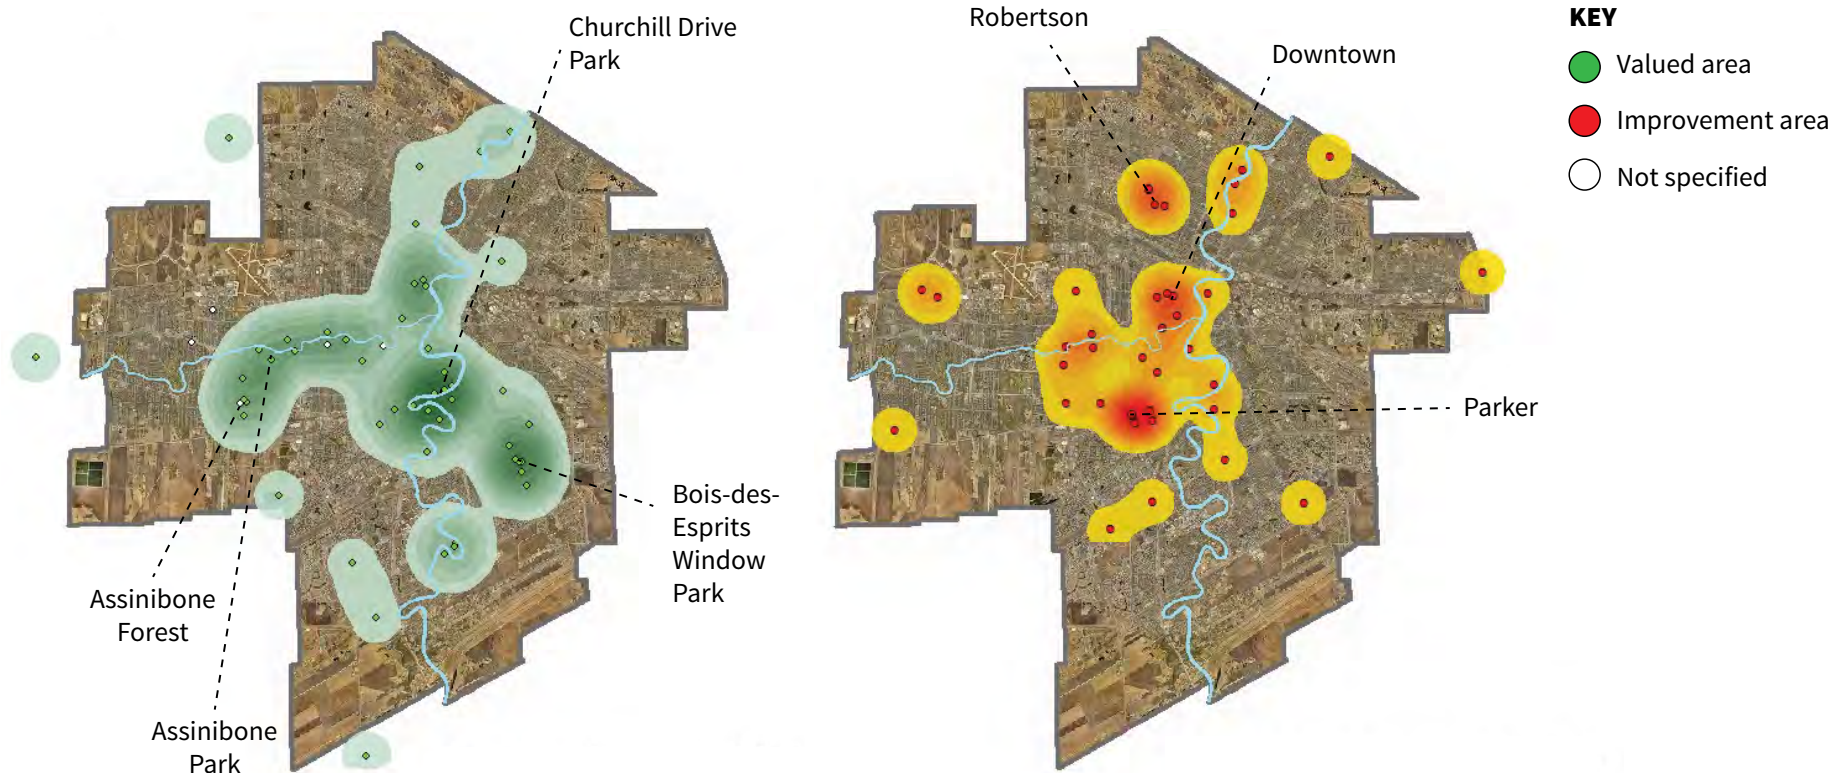 Churchill Drive
Park
Robertson
Downtown
KEY
Valued area
Improvement area
Not specified
Parker
Bois-des-
Esprits
Window
Park
Assinibone
Forest
Assinibone
Park